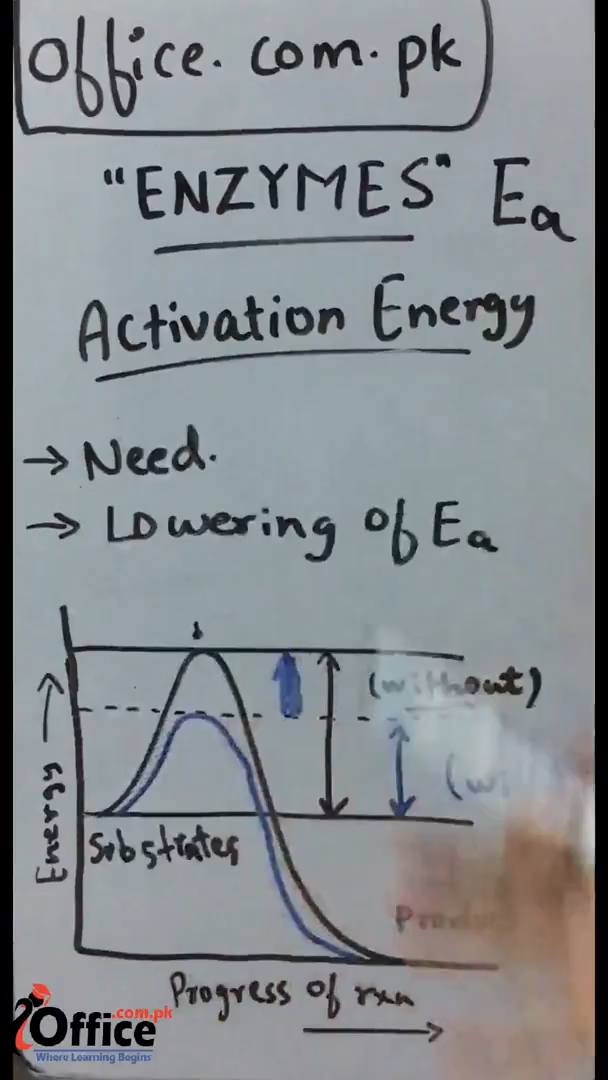 Office.com.pk
"ENZYMES" Ea
Activation Energy
→ Need.
→ Lowering of Ea
(without)
Substrates
Energy →
Progress of rxn
→
Office.com.pk
Where Learning Begins